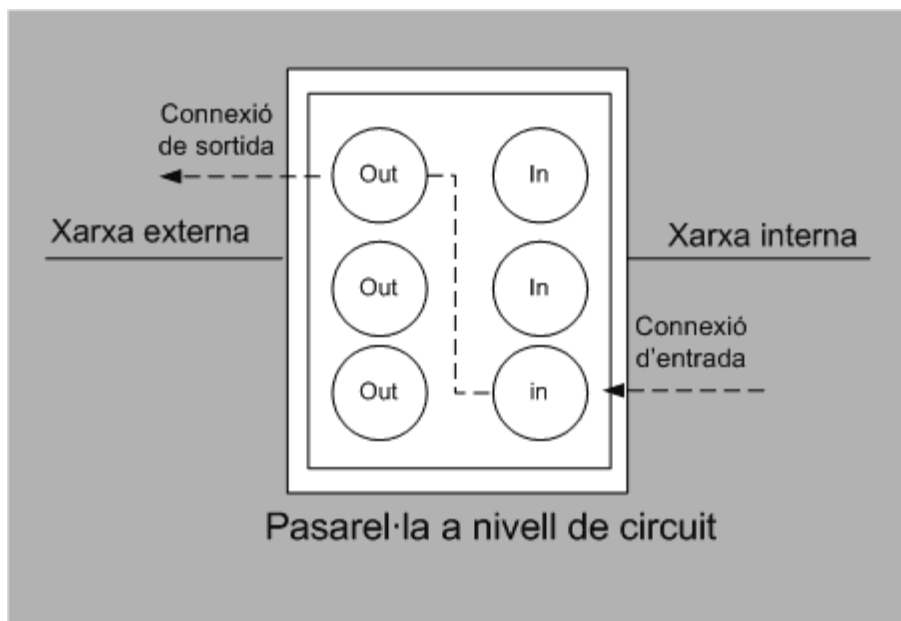 Connexió
de sortida
Out
In
Xarxa externa
Xarxa interna
Out
In
Connexió
d'entrada
Out
in
Pasarel·la a nivell de circuit